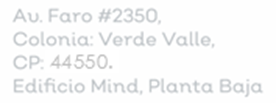 Av. Faro #2350,
Colonia: Verde Valle,
CP: 44550.
Edificio Mind, Planta Baja